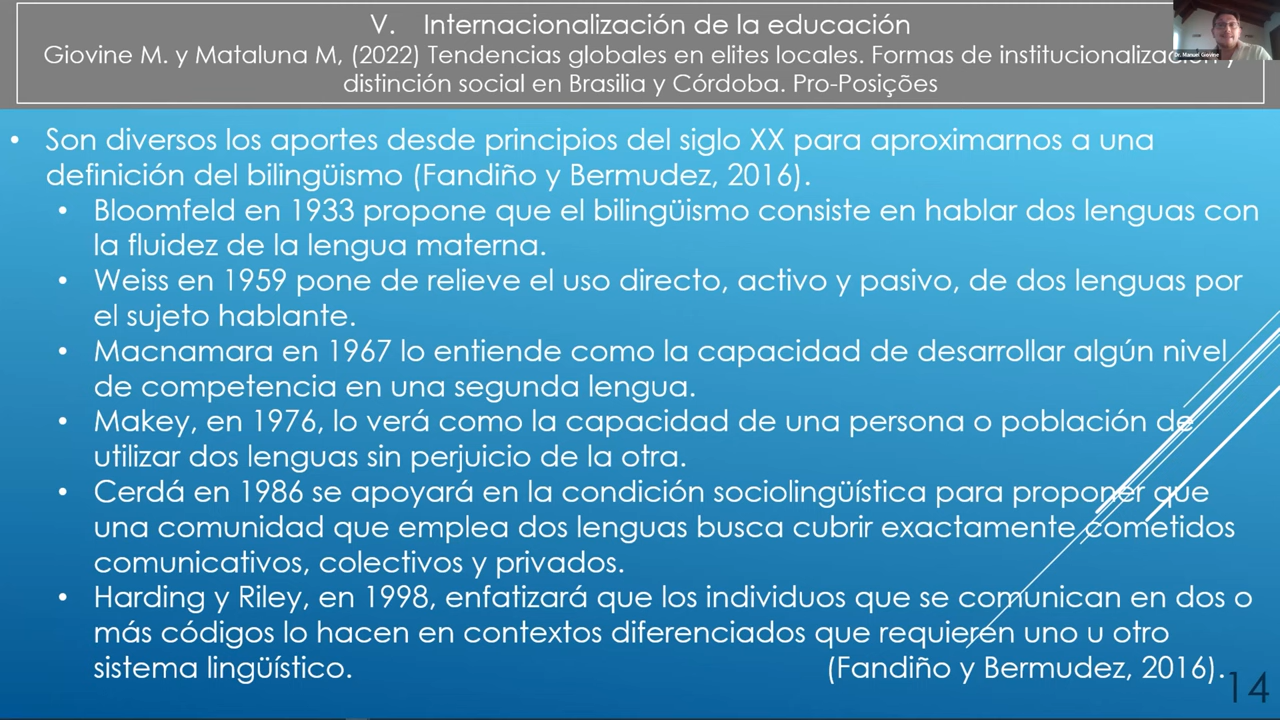 V. Internacionalización de la educación
Giovine M. y Mataluna M, (2022) Tendencias globales en elites locales. Formas de institucionalización y
distinción social en Brasilia y Córdoba. Pro-Posições
Dr. Manuel Giovine
• Son diversos los aportes desde principios del siglo XX para aproximarnos a una
definición del bilingüismo (Fandiño y Bermudez, 2016).
• Bloomfeld en 1933 propone que el bilingüismo consiste en hablar dos lenguas con
la fluidez de la lengua materna.
• Weiss en 1959 pone de relieve el uso directo, activo y pasivo, de dos lenguas por
el sujeto hablante.
• Macnamara en 1967 lo entiende como la capacidad de desarrollar algún nivel
de competencia en una segunda lengua.
• Makey, en 1976, lo verá como la capacidad de una persona o población de
utilizar dos lenguas sin perjuicio de la otra.
• Cerdá en 1986 se apoyará en la condición sociolingüística para proponer que
una comunidad que emplea dos lenguas busca cubrir exactamente cometidos
comunicativos, colectivos y privados.
• Harding y Riley, en 1998, enfatizará que los individuos que se comunican en dos o
más códigos lo hacen en contextos diferenciados que requieren uno u otro
sistema lingüístico. (Fandiño y Bermudez, 2016).
14